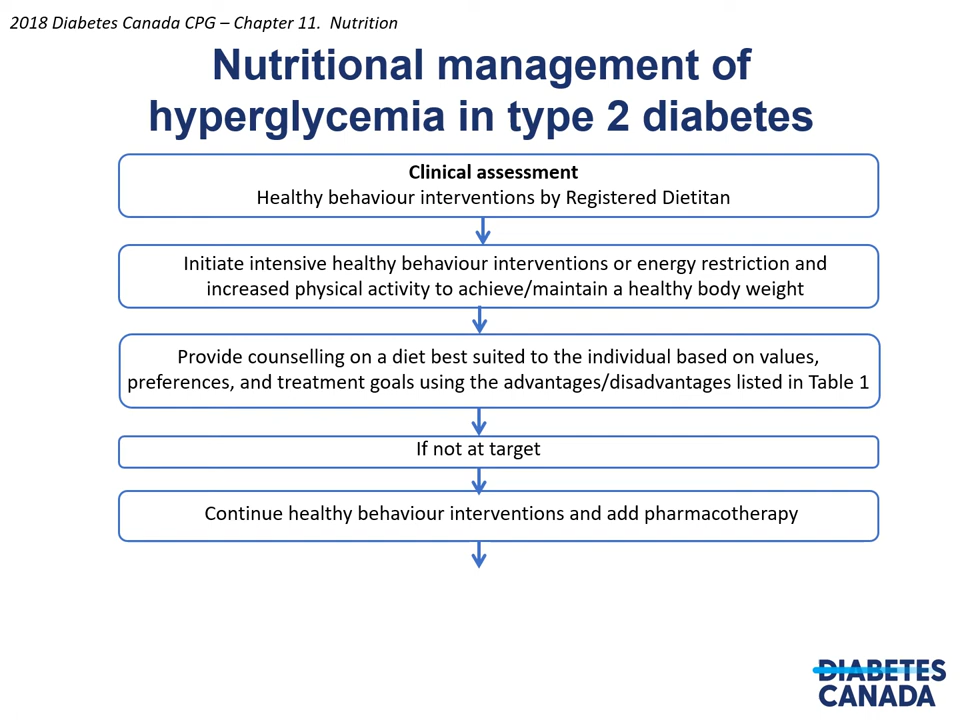 2018 Diabetes Canada CPG – Chapter 11. Nutrition
Nutritional management of
hyperglycemia in type 2 diabetes
Clinical assessment
Healthy behaviour interventions by Registered Dietitan
Initiate intensive healthy behaviour interventions or energy restriction and
increased physical activity to achieve/maintain a healthy body weight
Provide counselling on a diet best suited to the individual based on values,
preferences, and treatment goals using the advantages/disadvantages listed in Table 1
If not at target
Continue healthy behaviour interventions and add pharmacotherapy
DIABETES
CANADA